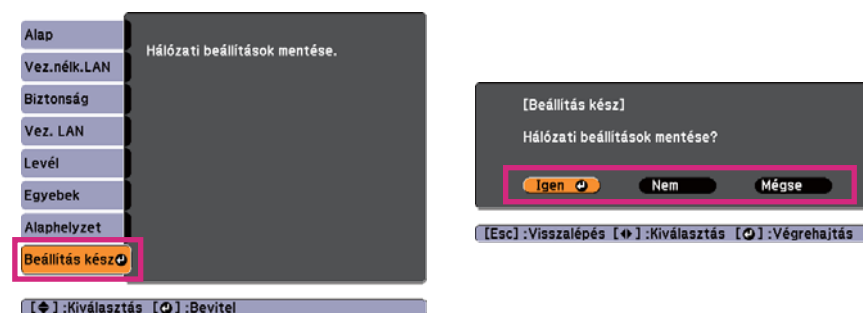 Alap
Vez.nélk.LAN
Biztonság
Vez. LAN
Levél
Egyebek
Alaphelyzet
Beállítás kész
Hálózati beállítások mentése.
[ ] :Kiválasztás [ ] :Bevitel
[Beállítás kész]
Hálózati beállítások mentése?
Igen Nem Mégse
[Esc] :Visszalépés [ ] :Kiválasztás [ ] :Végrehajtás